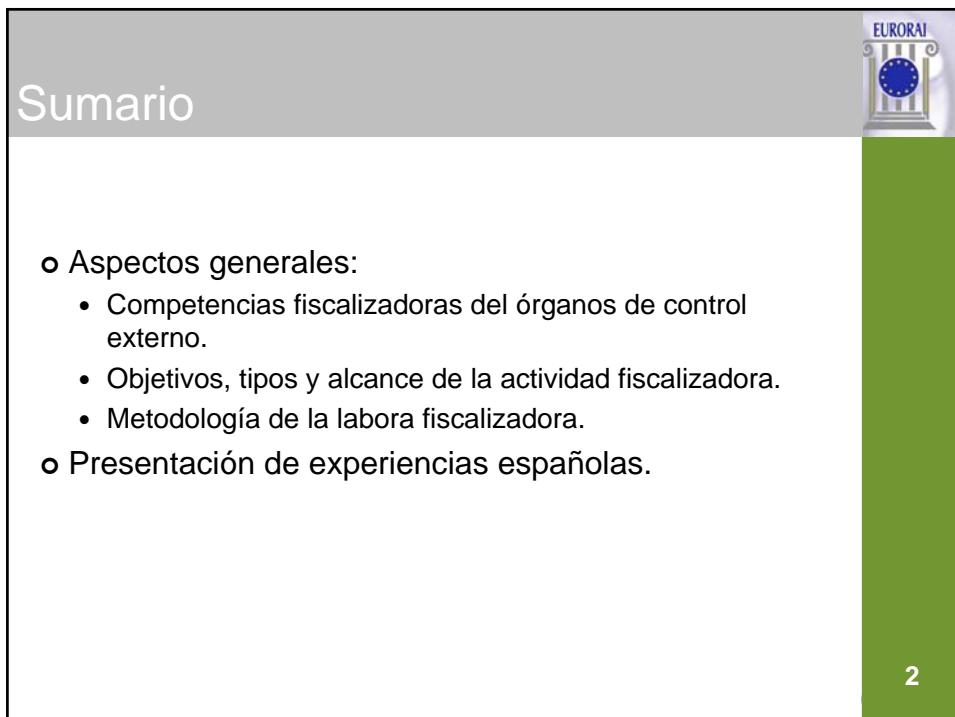 EURORAI
Sumario
Aspectos generales:
• Competencias fiscalizadoras del órganos de control
externo.
• Objetivos, tipos y alcance de la actividad fiscalizadora.
• Metodología de la labora fiscalizadora.
Presentación de experiencias españolas.
2